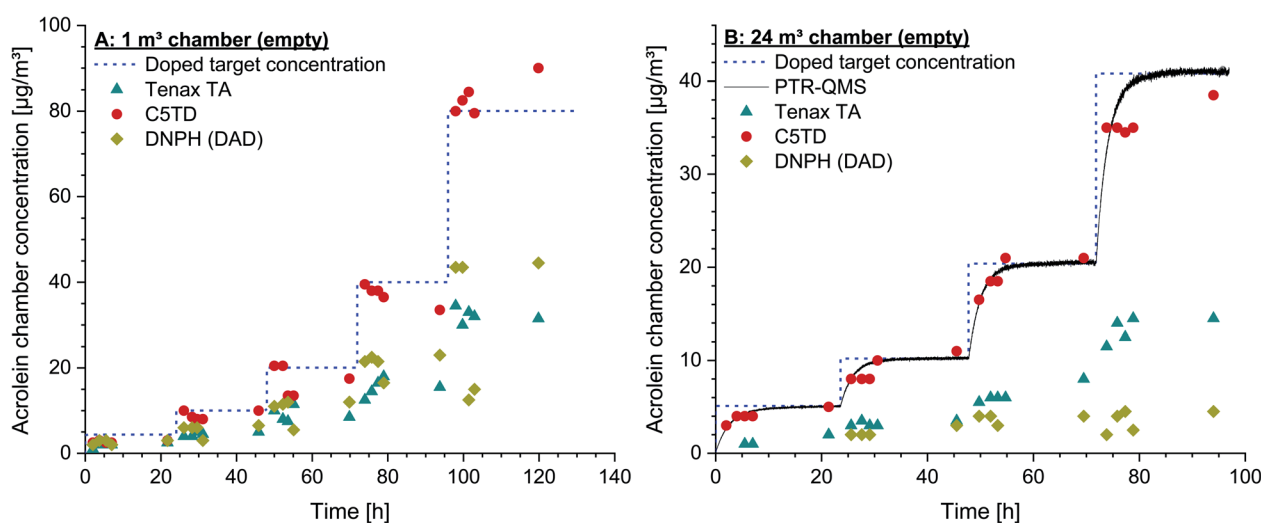 A: 1 m³ chamber (empty)
Doped target concentration
Tenax TA
C5TD
DNPH (DAD)
Acrolein chamber concentration [µg/m³]
100
80
60
40
20
0
0 20 40 60 80 100 120 140
Time [h]
B: 24 m³ chamber (empty)
Doped target concentration
PTR-QMS
Tenax TA
C5TD
DNPH (DAD)
Acrolein chamber concentration [µg/m³]
40
30
20
10
0
0 20 40 60 80 100
Time [h]